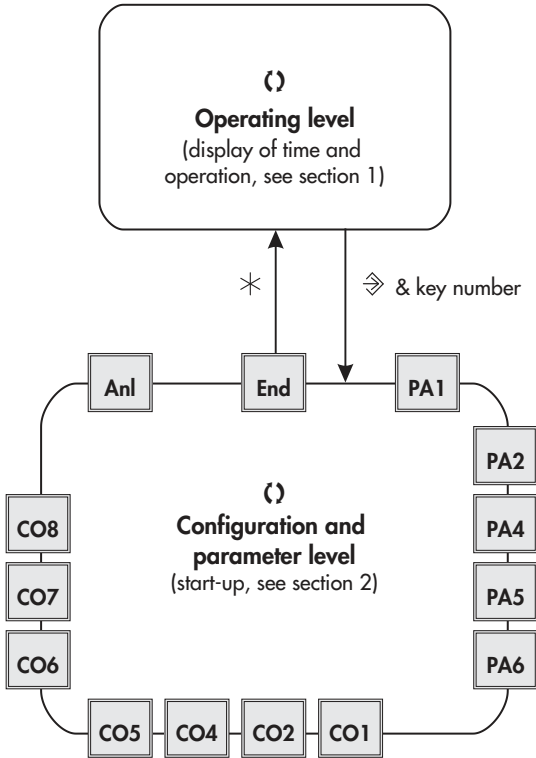 Operating level
(display of time and
operation, see section 1)
& key number
Anl
End
PA1
PA2
PA4
PA5
PA6
CO8
CO7
CO6
Configuration and
parameter level
(start-up, see section 2)
CO5
CO4
CO2
CO1